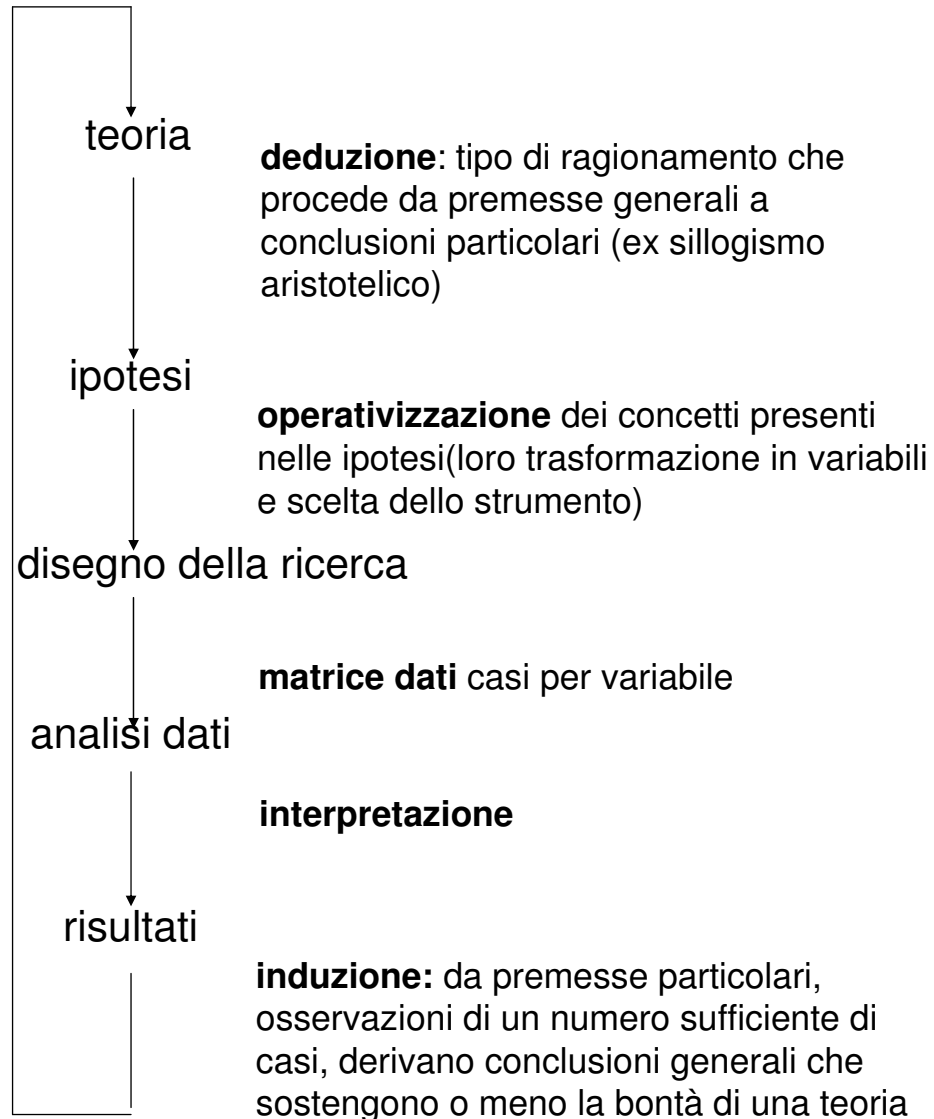 teoria
deduzione: tipo di ragionamento che
procede da premesse generali a
conclusioni particolari (ex sillogismo
aristotelico)
ipotesi
operativizzazione dei concetti presenti
nelle ipotesi(loro trasformazione in variabili
e scelta dello strumento)
disegno della ricerca
matrice dati casi per variabile
analisi dati
interpretazione
risultati
induzione: da premesse particolari,
osservazioni di un numero sufficiente di
casi, derivano conclusioni generali che
sostengono o meno la bontà di una teoria